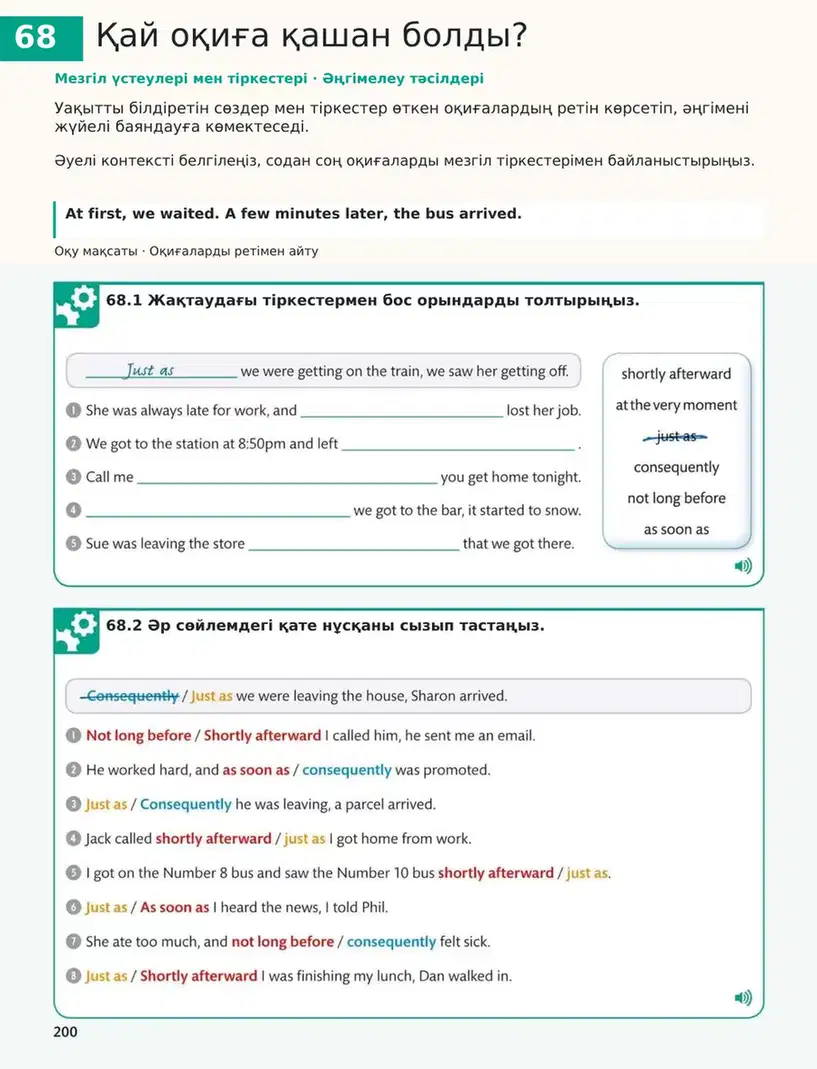 68
Қай оқиға қашан болды?
Мезгіл үстеулері мен тіркестері · Әңгімелеу тәсілдері
Уақытты білдіретін сөздер мен тіркестер өткен оқиғалардың ретін көрсетіп, әңгімені
жүйелі баяндауға көмектеседі.
Әуелі контексті белгілеңіз, содан соң оқиғаларды мезгіл тіркестерімен байланыстырыңыз.
At first, we waited. A few minutes later, the bus arrived.
Оқу мақсаты · Оқиғаларды ретімен айту
68.1 Жақтаудағы тіркестермен бос орындарды толтырыңыз.
Just as we were getting on the train, we saw her getting off.
1 She was always late for work, and ____ lost her job.
2 We got to the station at 8:50pm and left ____ .
3 Call me ____ you get home tonight.
4 ____ we got to the bar, it started to snow.
5 Sue was leaving the store ____ that we got there.
shortly afterward
at the very moment
just as
consequently
not long before
as soon as
68.2 Әр сөйлемдегі қате нұсқаны сызып тастаңыз.
Consequently / Just as we were leaving the house, Sharon arrived.
1 Not long before / Shortly afterward I called him, he sent me an email.
2 He worked hard, and as soon as / consequently was promoted.
3 Just as / Consequently he was leaving, a parcel arrived.
4 Jack called shortly afterward / just as I got home from work.
5 I got on the Number 8 bus and saw the Number 10 bus shortly afterward / just as.
6 Just as / As soon as I heard the news, I told Phil.
7 She ate too much, and not long before / consequently felt sick.
8 Just as / Shortly afterward I was finishing my lunch, Dan walked in.
200